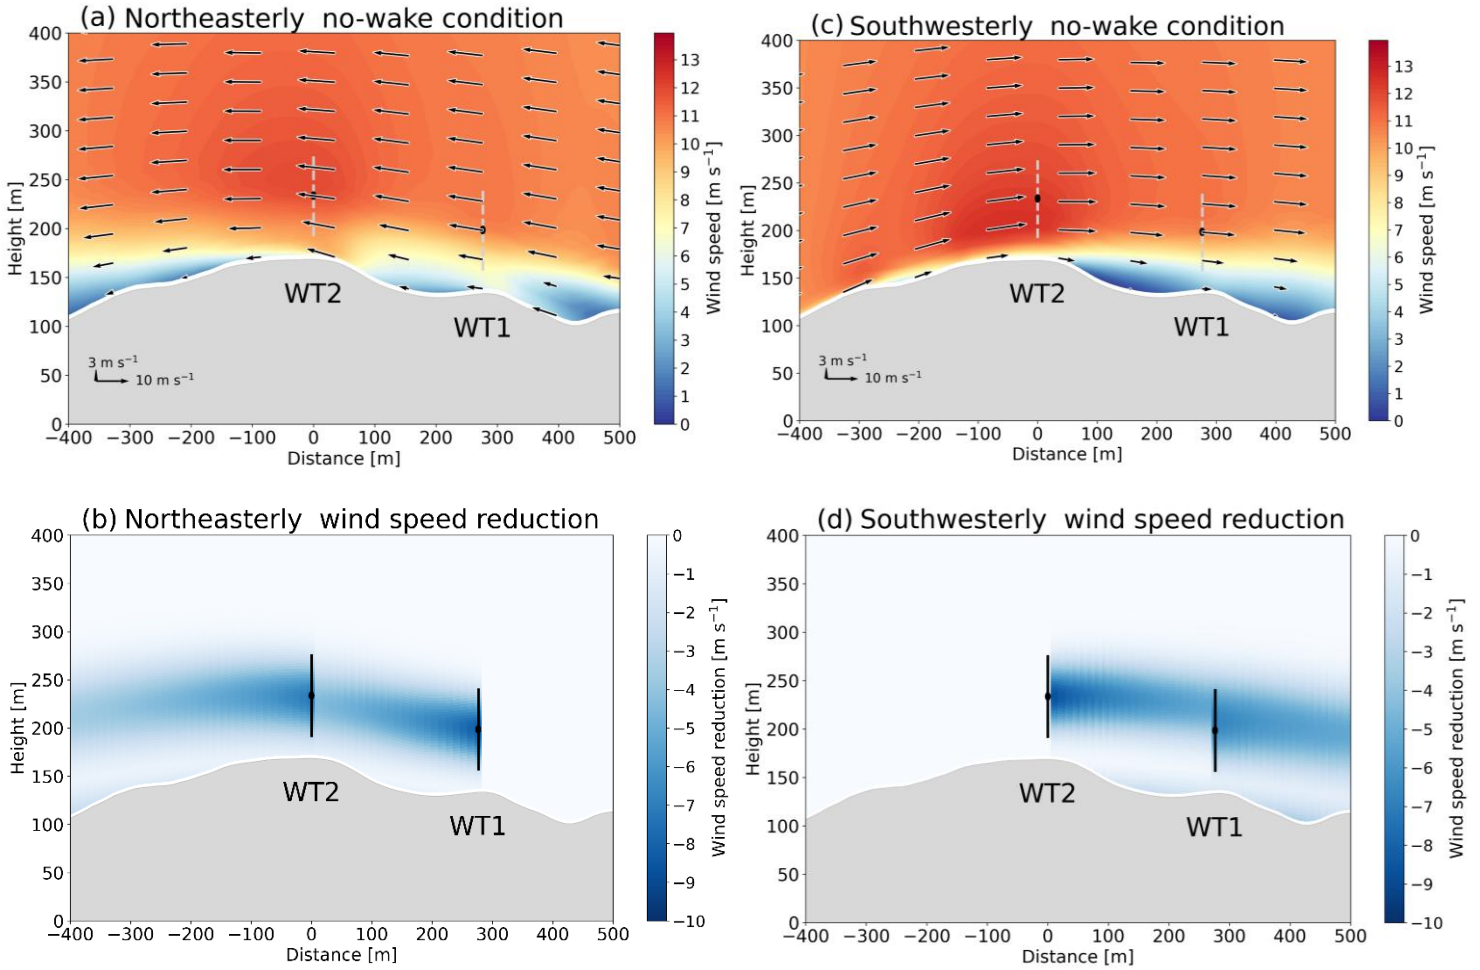 (a) Northeasterly no-wake condition
400
350
300
250
200
150
100
50
0
Height [m]
WT2
WT1
3 m s⁻¹
10 m s⁻¹
−400 −300 −200 −100 0 100 200 300 400 500
Distance [m]
13
12
11
10
9
8
7
6
5
4
3
2
1
0
Wind speed [m s⁻¹]
(c) Southwesterly no-wake condition
400
350
300
250
200
150
100
50
0
Height [m]
WT2
WT1
3 m s⁻¹
10 m s⁻¹
−400 −300 −200 −100 0 100 200 300 400 500
Distance [m]
13
12
11
10
9
8
7
6
5
4
3
2
1
0
Wind speed [m s⁻¹]
(b) Northeasterly wind speed reduction
400
350
300
250
200
150
100
50
0
Height [m]
WT2
WT1
−400 −300 −200 −100 0 100 200 300 400 500
Distance [m]
0
−1
−2
−3
−4
−5
−6
−7
−8
−9
−10
Wind speed reduction [m s⁻¹]
(d) Southwesterly wind speed reduction
400
350
300
250
200
150
100
50
0
Height [m]
WT2
WT1
−400 −300 −200 −100 0 100 200 300 400 500
Distance [m]
0
−1
−2
−3
−4
−5
−6
−7
−8
−9
−10
Wind speed reduction [m s⁻¹]